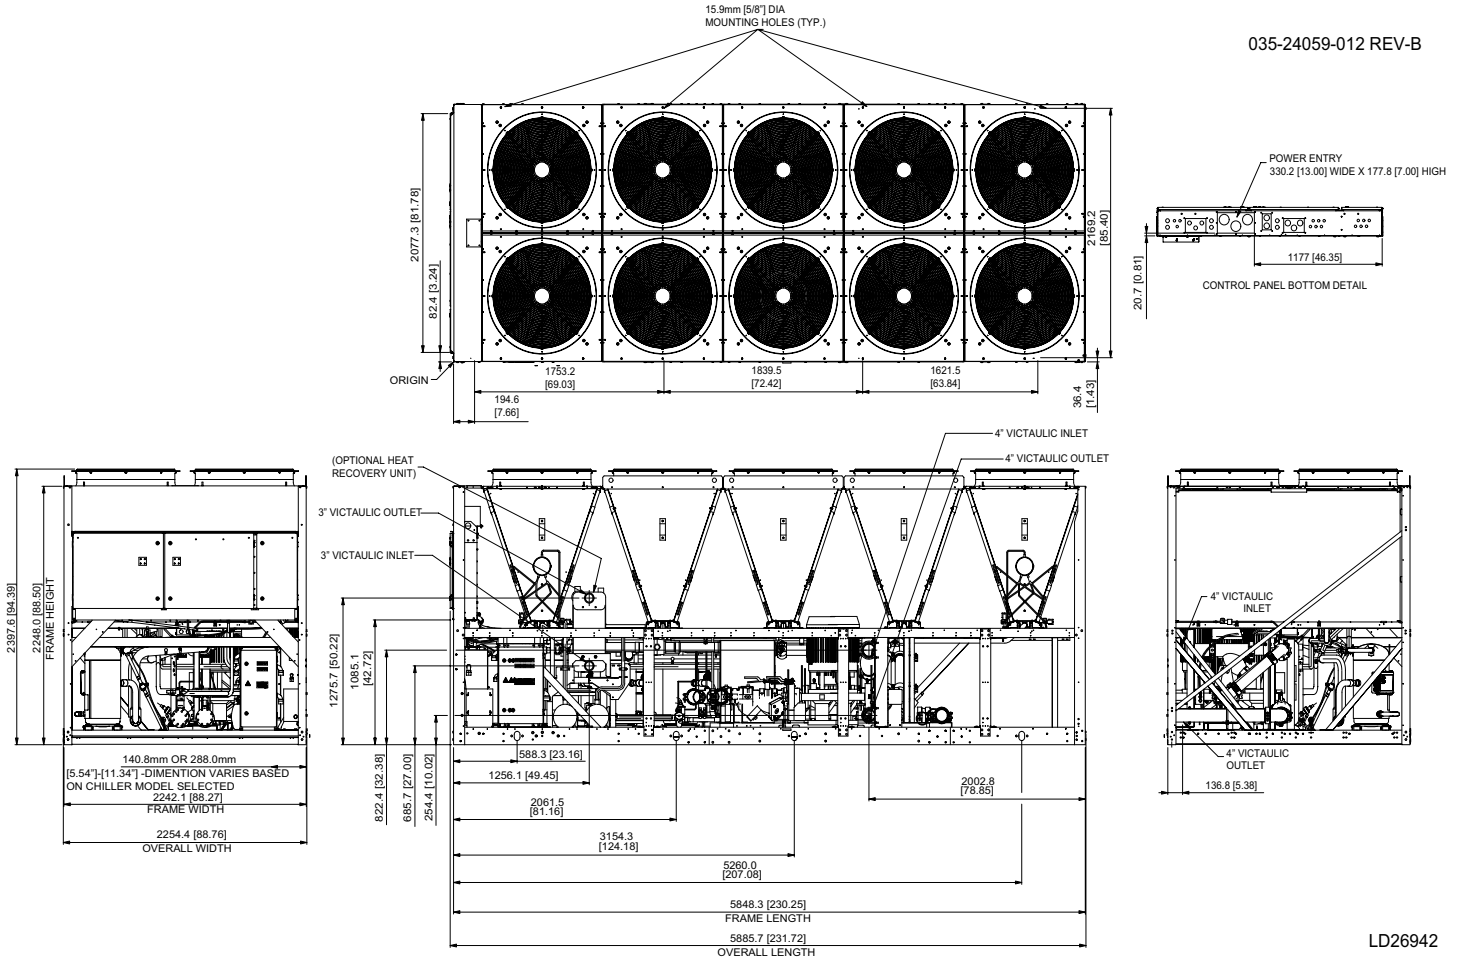 15.9mm [5/8"] DIA
MOUNTING HOLES (TYP.)
035-24059-012 REV-B
POWER ENTRY
330.2 [13.00] WIDE X 177.8 [7.00] HIGH
2077.3 [81.78]
82.4 [3.24]
2169.2
[85.40]
20.7 [0.81]
1177 [46.35]
CONTROL PANEL BOTTOM DETAIL
ORIGIN
1753.2
[69.03]
1839.5
[72.42]
1621.5
[63.84]
36.4
[1.43]
194.6
[7.66]
4" VICTAULIC INLET
4" VICTAULIC OUTLET
(OPTIONAL HEAT
RECOVERY UNIT)
3" VICTAULIC OUTLET
3" VICTAULIC INLET
2397.6 [94.39]
2248.0 [88.50]
FRAME HEIGHT
1275.7 [50.22]
1085.1
[42.72]
822.4 [32.38]
685.7 [27.00]
254.4 [10.02]
4" VICTAULIC
INLET
4" VICTAULIC
OUTLET
136.8 [5.38]
140.8mm OR 288.0mm
[5.54"]-[11.34"] -DIMENTION VARIES BASED
ON CHILLER MODEL SELECTED
2242.1 [88.27]
FRAME WIDTH
2254.4 [88.76]
OVERALL WIDTH
588.3 [23.16]
1256.1 [49.45]
2061.5
[81.16]
2002.8
[78.85]
3154.3
[124.18]
5260.0
[207.08]
5848.3 [230.25]
FRAME LENGTH
5885.7 [231.72]
OVERALL LENGTH
LD26942